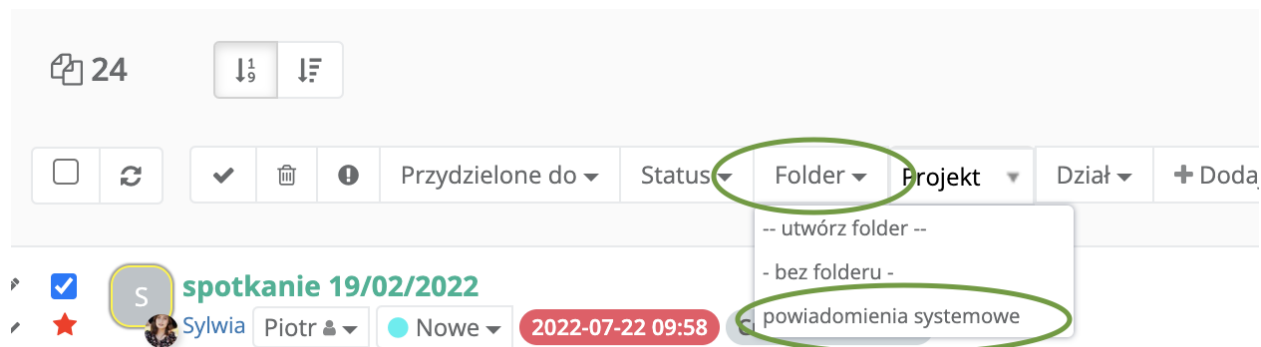 24
Przydzielone do Status Folder Projekt Dział + Dodaj
-- utwórz folder --
- bez folderu -
S spotkanie 19/02/2022
powiadomienia systemowe
Sylwia Piotr Nowe 2022-07-22 09:58